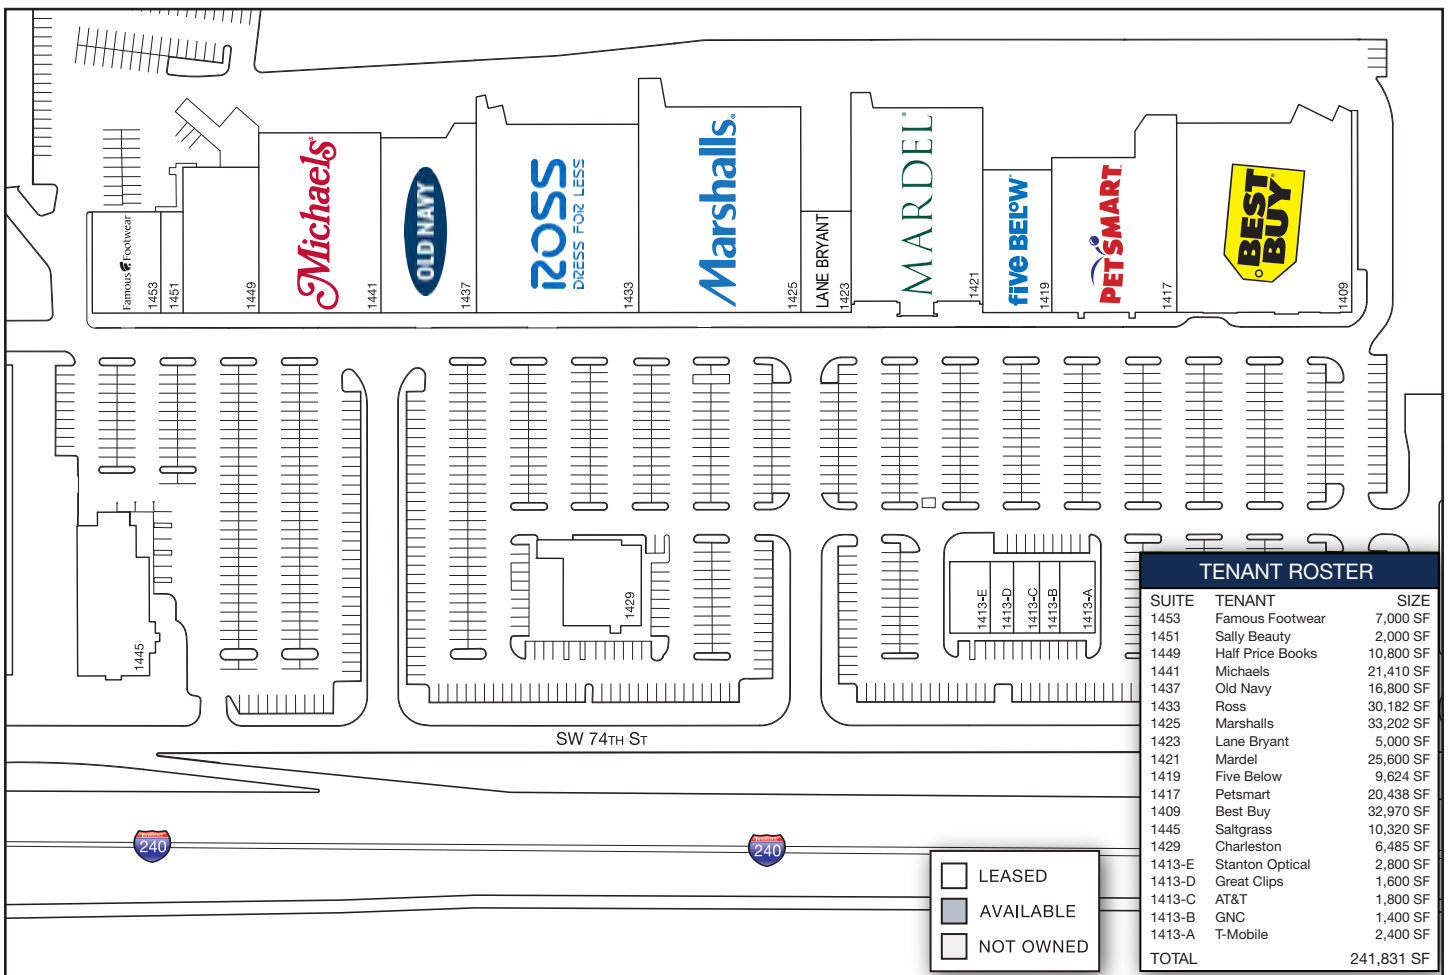 Famous Footwear
1453
1451
1449
Michaels
1441
OLD NAVY
1437
ROSS
DRESS FOR LESS
1433
Marshalls.
1425
LANE BRYANT
1423
MARDEL
1421
five BELOW
1419
PETSMART
1417
BEST
BUY
1409
1445
1429
1413-E
1413-D
1413-C
1413-B
1413-A
SW 74TH ST
240
240
LEASED
AVAILABLE
NOT OWNED
TENANT ROSTER
SUITE TENANT SIZE
1453 Famous Footwear 7,000 SF
1451 Sally Beauty 2,000 SF
1449 Half Price Books 10,800 SF
1441 Michaels 21,410 SF
1437 Old Navy 16,800 SF
1433 Ross 30,182 SF
1425 Marshalls 33,202 SF
1423 Lane Bryant 5,000 SF
1421 Mardel 25,600 SF
1419 Five Below 9,624 SF
1417 Petsmart 20,438 SF
1409 Best Buy 32,970 SF
1445 Saltgrass 10,320 SF
1429 Charleston 6,485 SF
1413-E Stanton Optical 2,800 SF
1413-D Great Clips 1,600 SF
1413-C AT&T 1,800 SF
1413-B GNC 1,400 SF
1413-A T-Mobile 2,400 SF
TOTAL 241,831 SF